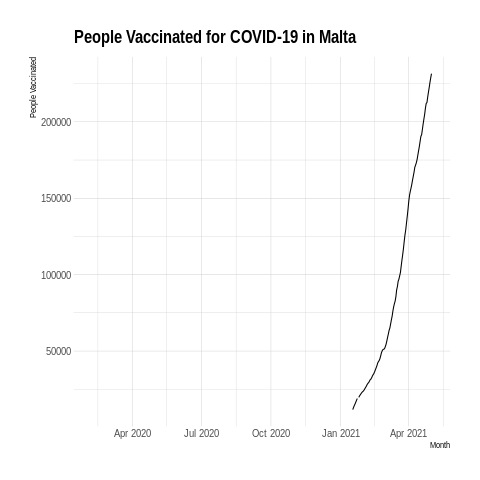 People Vaccinated for COVID-19 in Malta
People Vaccinated
200000
150000
100000
50000
Apr 2020 Jul 2020 Oct 2020 Jan 2021 Apr 2021
Month